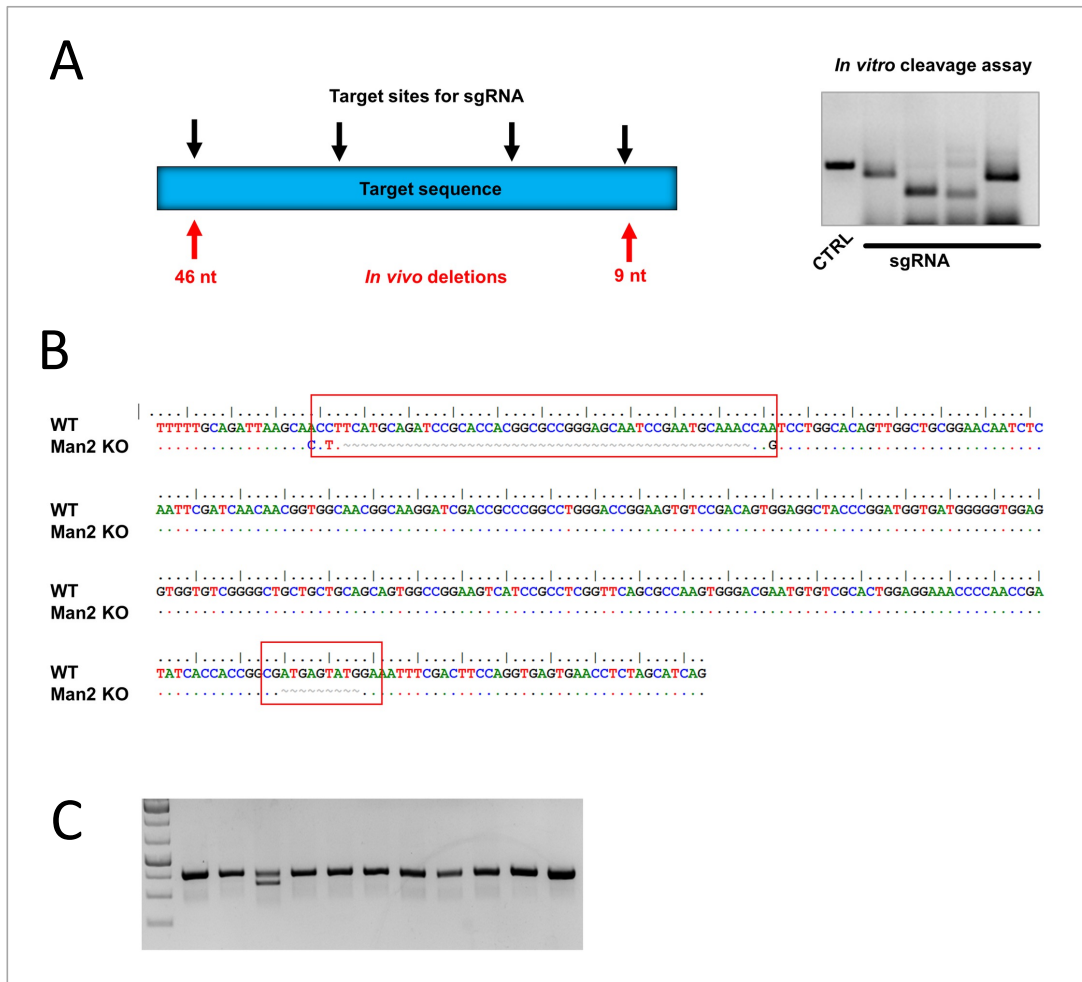 A
In vitro cleavage assay
Target sites for sgRNA
Target sequence
46 nt
In vivo deletions
9 nt
CTRL
sgRNA
B
WT TTTTTGCAGATTAAGCAACCTTCATGCAGATCCGCACCACGGCGCCGGGAGCAATCCGAATGCAAACCAATCCTGGCACAGTTGGCTGCGGAACAATCTC
Man2 KO C.T. G
WT AATTCGATCAACAACGGTGGCAACGGCAAGGATCGACCGCCCGGCCTGGGACCGGAAGTGTCCGACAGTGGAGGCTACCCGGATGGTGATGGGGGTGGAG
Man2 KO
WT GTGGTGTCGGGGCTGCTGCTGCAGCAGTGGCCGGAAGTCATCCGCCTCGGTTCAGCGCCAAGTGGGACGAATGTGTCGCACTGGAGGAAACCCCAACCGA
Man2 KO
WT TATCACCACCGGCGATGAGTATGGAAATTTCGACTTCCAGGTGAGTGAACCTCTAGCATCAG
Man2 KO
C